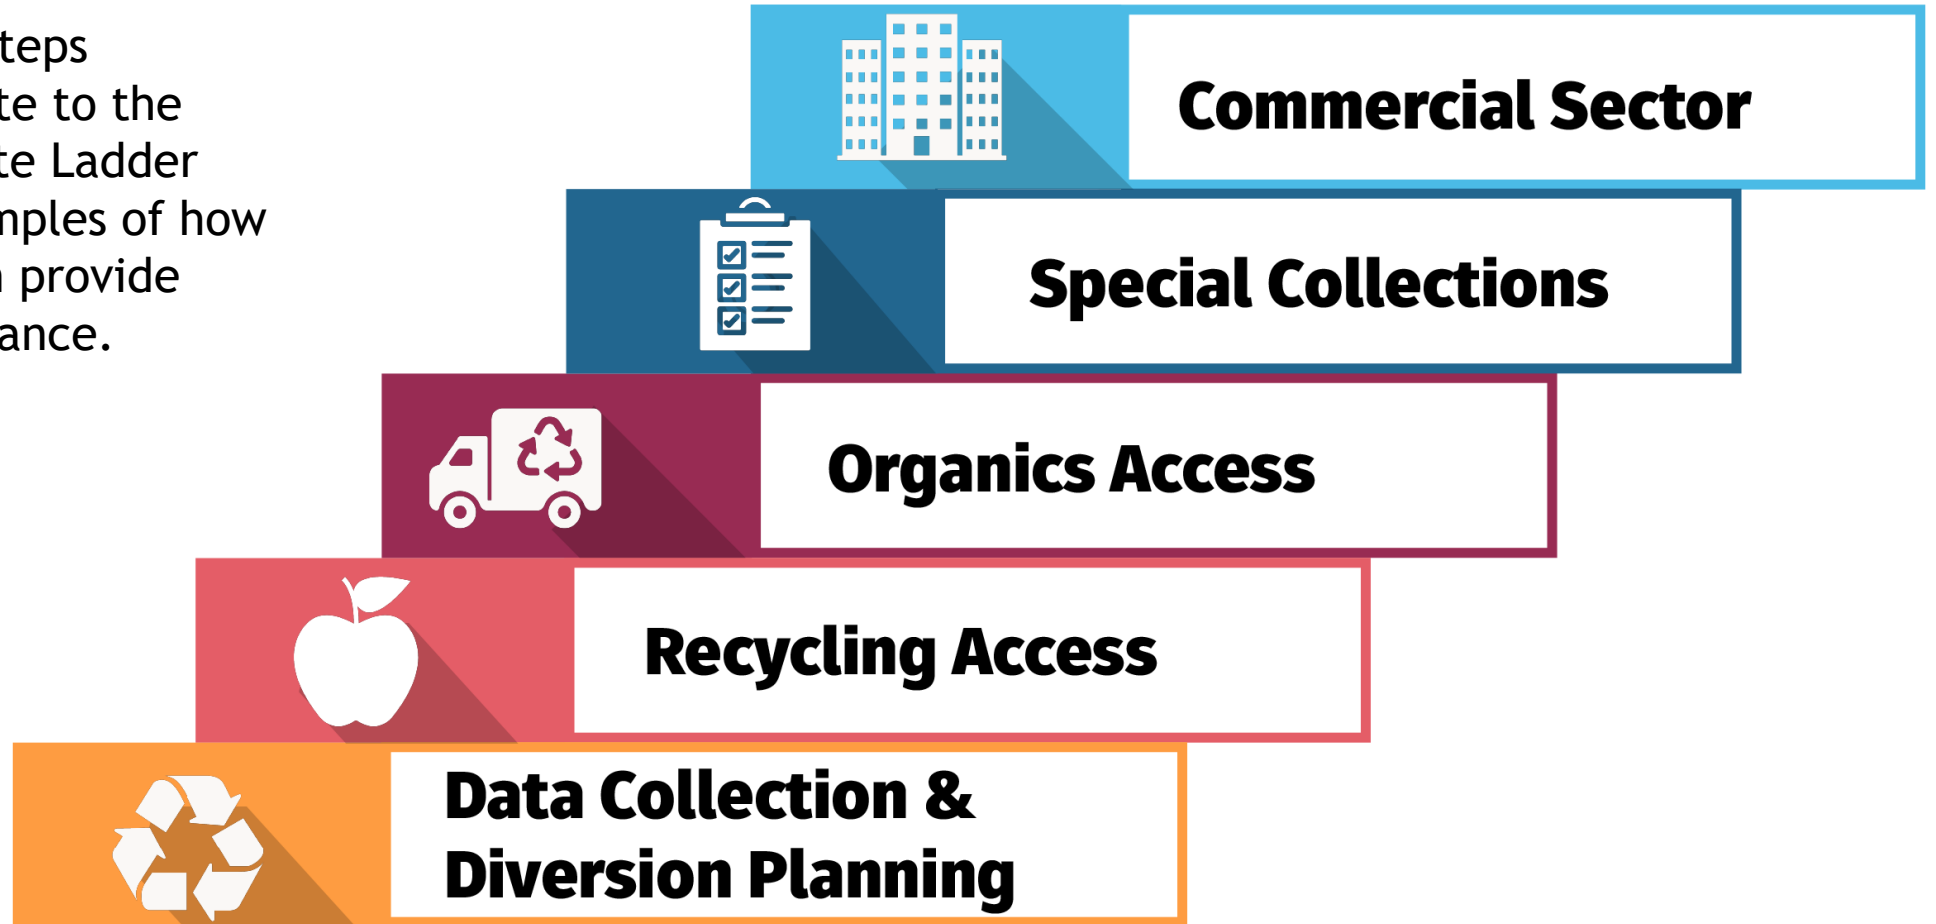 teps
te to the
te Ladder
mples of how
provide
ance.
Commercial Sector
Special Collections
Organics Access
Recycling Access
Data Collection &
Diversion Planning